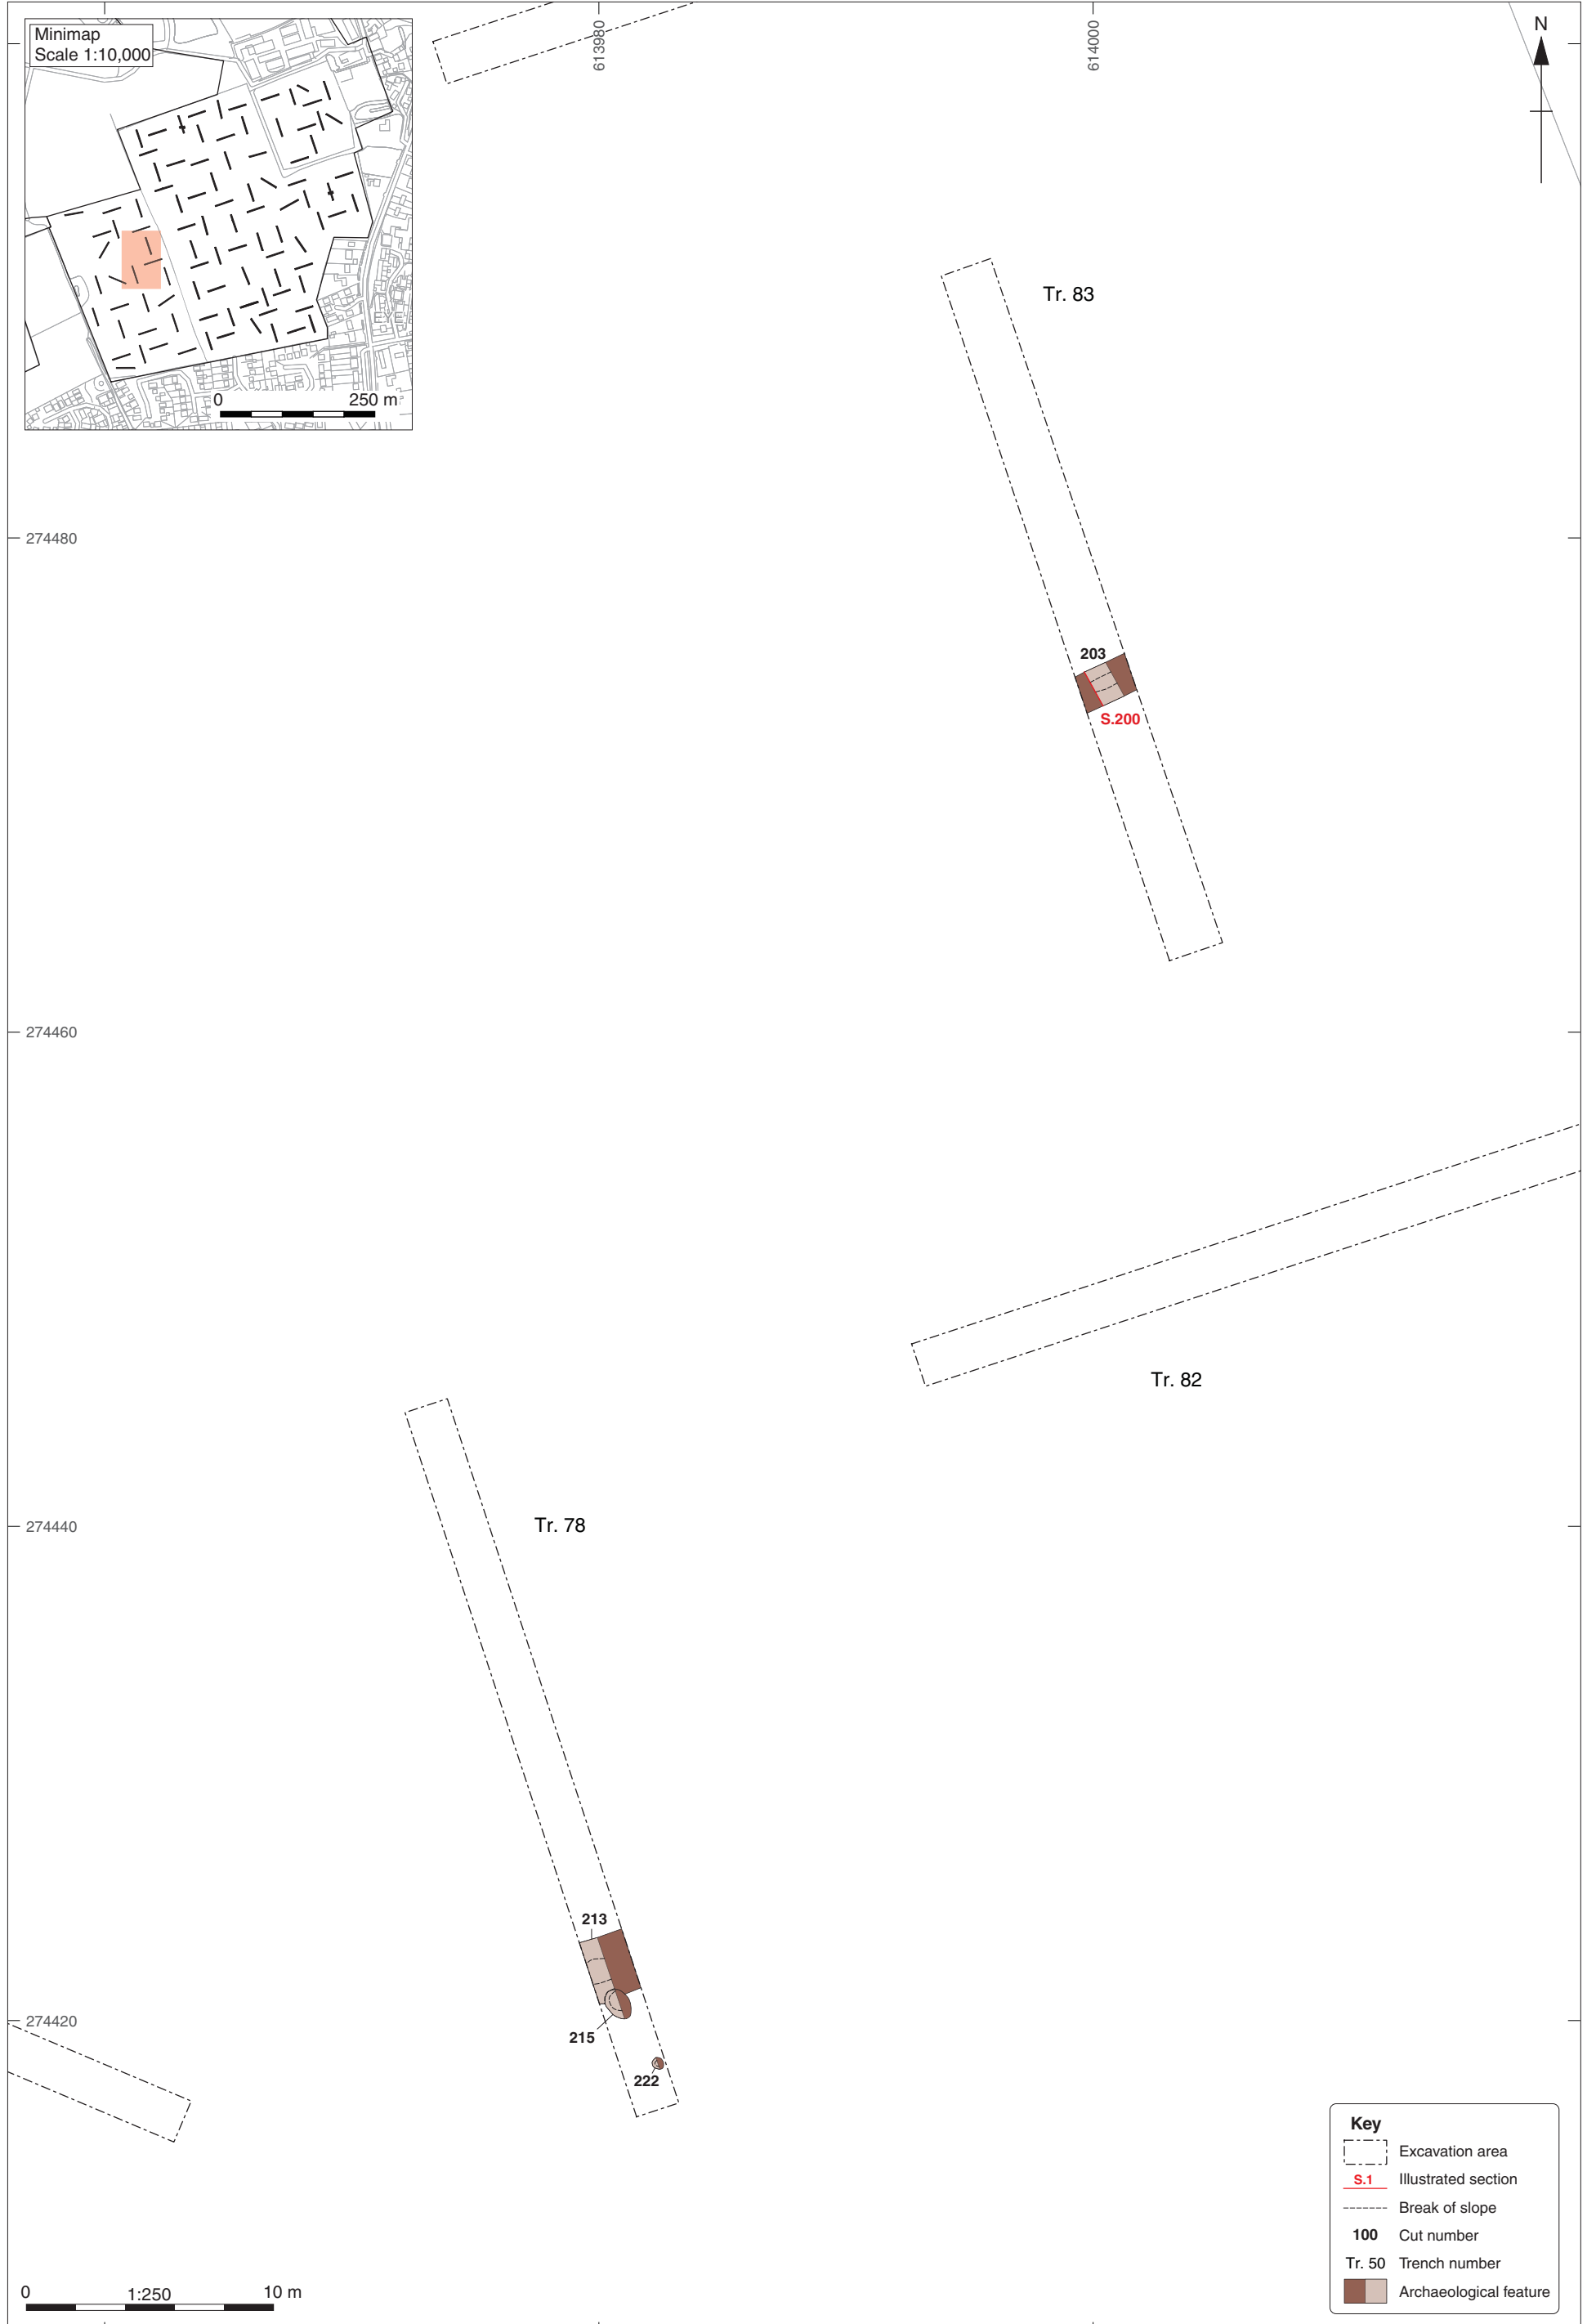 Minimap
Scale 1:10,000
0 250 m
613980
614000
N
Tr. 83
274480
203
S.200
274460
Tr. 82
Tr. 78
274440
213
274420
215
222
Key
Excavation area
S.1 Illustrated section
Break of slope
100 Cut number
Tr. 50 Trench number
Archaeological feature
0 1:250 10 m